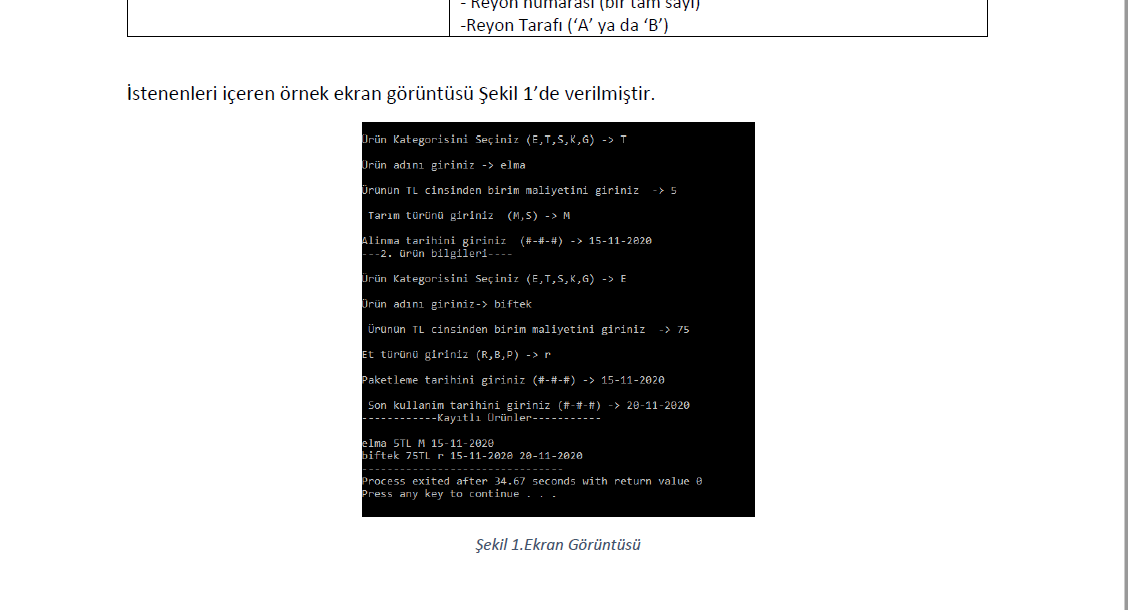 - Reyon numarası (bir tam sayı)
-Reyon Tarafı (‘A’ ya da ‘B’)
İstenenleri içeren örnek ekran görüntüsü Şekil 1’de verilmiştir.
Ürün Kategorisini Seçiniz (E,T,S,K,G) -> T
Ürün adını giriniz -> elma
Ürünün TL cinsinden birim maliyetini giriniz -> 5
Tarım türünü giriniz (M,S) -> M
Alinma tarihini giriniz (#-#-#) -> 15-11-2020
---2. ürün bilgileri----
Ürün Kategorisini Seçiniz (E,T,S,K,G) -> E
Ürün adını giriniz-> biftek
Ürünün TL cinsinden birim maliyetini giriniz -> 75
Et türünü giriniz (R,B,P) -> r
Paketleme tarihini giriniz (#-#-#) -> 15-11-2020
Son kullanim tarihini giriniz (#-#-#) -> 20-11-2020
------------Kayıtlı Ürünler-----------
elma 5TL M 15-11-2020
biftek 75TL r 15-11-2020 20-11-2020
--------------------------------
Process exited after 34.67 seconds with return value 0
Press any key to continue . . .
Şekil 1.Ekran Görüntüsü